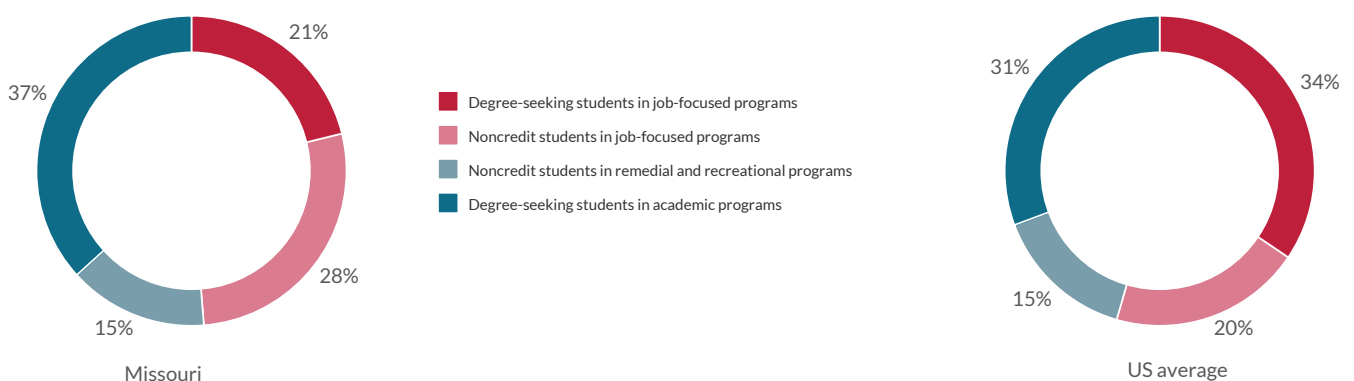 21%
37%
28%
15%
Missouri
Degree-seeking students in job-focused programs
Noncredit students in job-focused programs
Noncredit students in remedial and recreational programs
Degree-seeking students in academic programs
31%
34%
15%
20%
US average